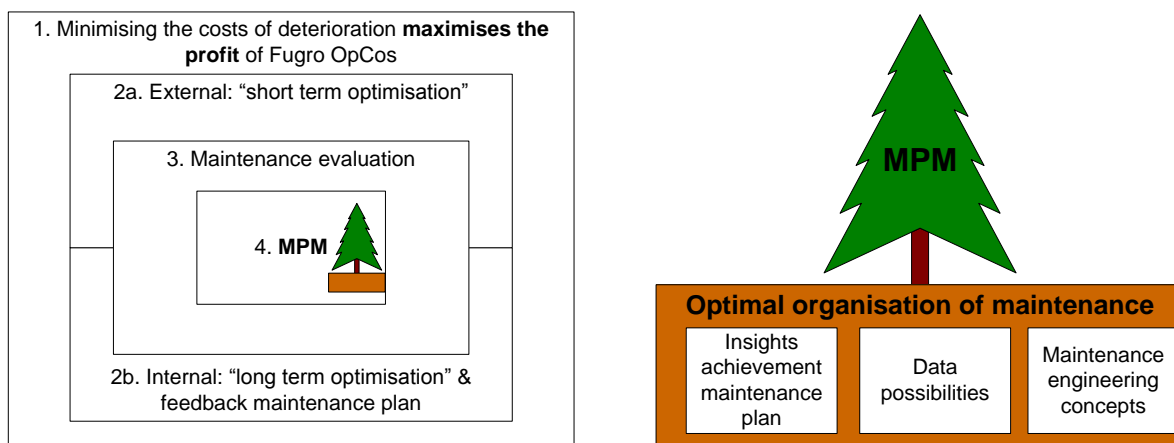 1. Minimising the costs of deterioration maximises the
profit of Fugro OpCos
2a. External: “short term optimisation”
3. Maintenance evaluation
4. MPM
2b. Internal: “long term optimisation” &
feedback maintenance plan
MPM
Optimal organisation of maintenance
Insights
achievement
maintenance
plan
Data
possibilities
Maintenance
engineering
concepts